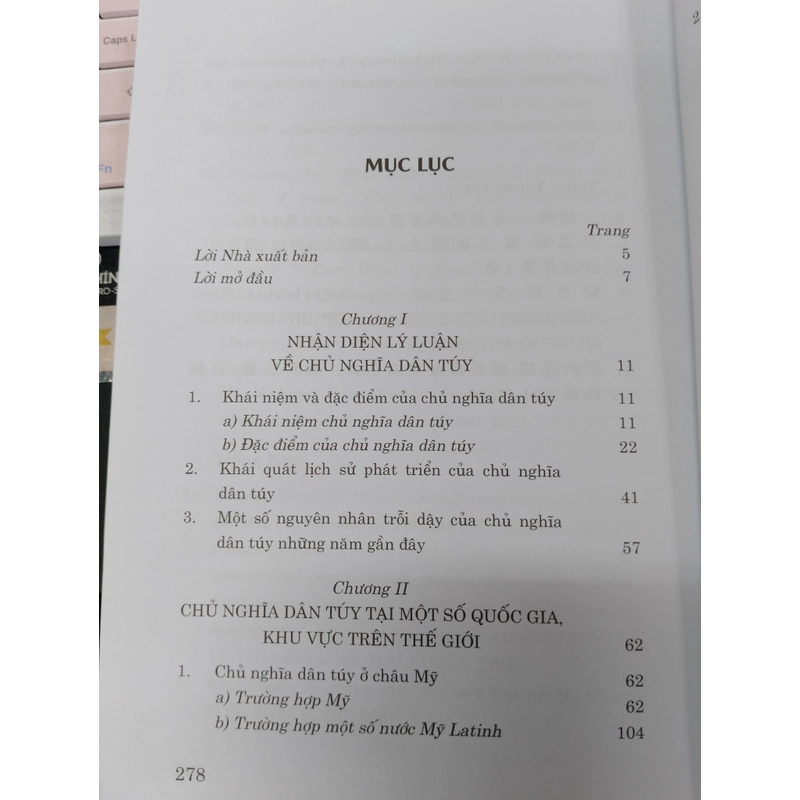 Caps L
Fn
HÍN
MỤC LỤC
Trang
Lời Nhà xuất bản 5
Lời mở đầu 7
Chương I
NHẬN DIỆN LÝ LUẬN
VỀ CHỦ NGHĨA DÂN TÚY 11
1. Khái niệm và đặc điểm của chủ nghĩa dân túy 11
a) Khái niệm chủ nghĩa dân túy 11
b) Đặc điểm của chủ nghĩa dân túy 22
2. Khái quát lịch sử phát triển của chủ nghĩa
dân túy 41
3. Một số nguyên nhân trỗi dậy của chủ nghĩa
dân túy những năm gần đây 57
Chương II
CHỦ NGHĨA DÂN TÚY TẠI MỘT SỐ QUỐC GIA,
KHU VỰC TRÊN THẾ GIỚI 62
1. Chủ nghĩa dân túy ở châu Mỹ 62
a) Trường hợp Mỹ 62
b) Trường hợp một số nước Mỹ Latinh 104
278